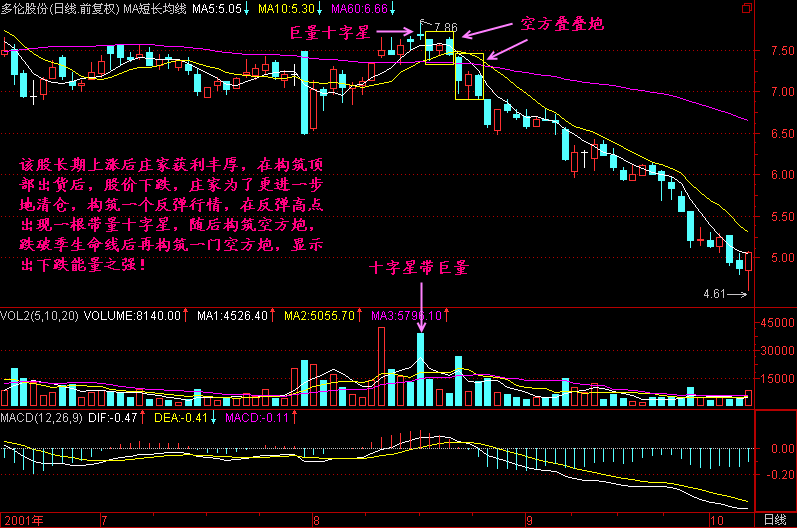 多伦股份(日线.前复权) MA短长均线 MA5:5.05↓ MA10:5.30↓ MA60:6.66↓
巨量十字星
7.86
空方叠叠炮
7.50
7.00
6.50
6.00
5.50
5.00
该股长期上涨后庄家获利丰厚，在构筑顶
部出货后，股价下跌，庄家为了更进一步
地清仓，构筑一个反弹行情，在反弹高点
出现一根带量十字星，随后构筑空方炮，
跌破季生命线后再构筑一门空方炮，显示
出下跌能量之强！
十字星带巨量
4.61
VOL2(5,10,20) VOLUME:8140.00↑ MA1:4526.40↑ MA2:5055.70↑ MA3:5796.10↑
45000
30000
15000
MACD(12,26,9) DIF:-0.47↑ DEA:-0.41↓ MACD:-0.11↑
0.00
-0.20
2001年 7 8 9 10 日线